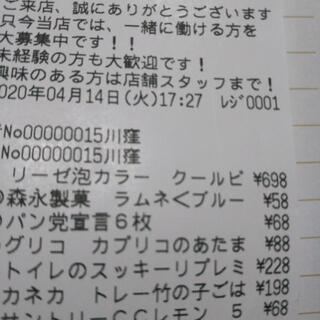 ご来店、誠にありがとうございます
只今当店では、一緒に働ける方を
大募集中です！！
未経験の方も大歓迎です！
興味のある方は店舗スタッフまで！
2020年04月14日(火)17:27 レジ0001
No00000015川窪
No00000015川窪
リーゼ泡カラー クールビ ¥698
森永製菓 ラムネ<ブルー ¥58
パン党宣言６枚 ¥68
グリコ カプリコのあたま ¥88
トイレのスッキーリプレミ ¥228
カネカ トレー竹の子ごは ¥198
サントリーＣＣレモン ５ ¥68